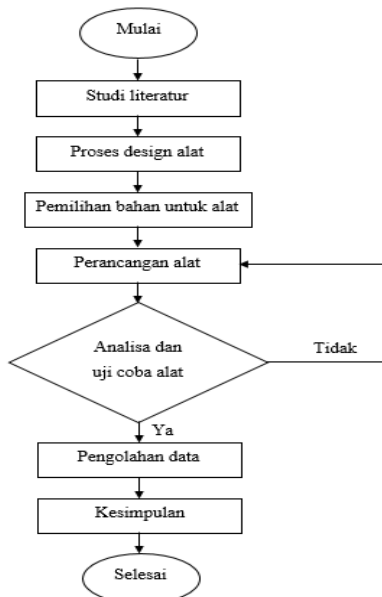 Mulai
Studi literatur
Proses design alat
Pemilihan bahan untuk alat
Perancangan alat
Analisa dan
uji coba alat
Tidak
Ya
Pengolahan data
Kesimpulan
Selesai